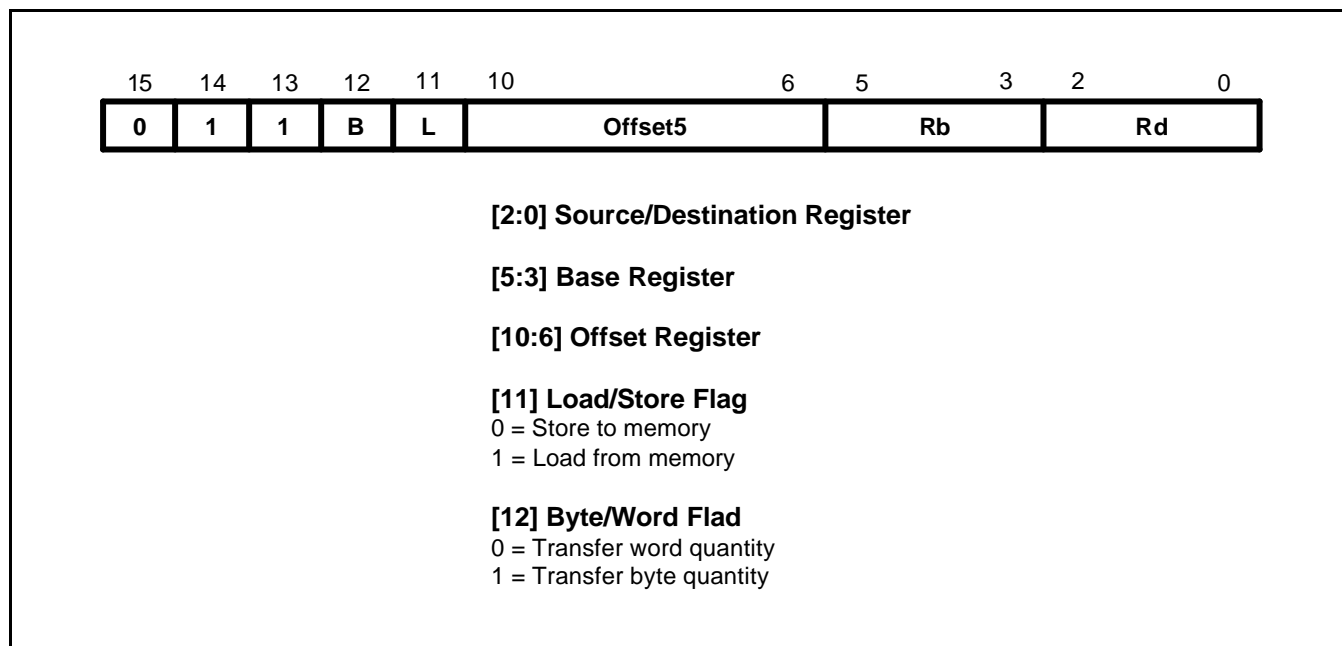 15 14 13 12 11 10 6 5 3 2 0
0 1 1 B L Offset5 Rb Rd
[2:0] Source/Destination Register
[5:3] Base Register
[10:6] Offset Register
[11] Load/Store Flag
0 = Store to memory
1 = Load from memory
[12] Byte/Word Flad
0 = Transfer word quantity
1 = Transfer byte quantity